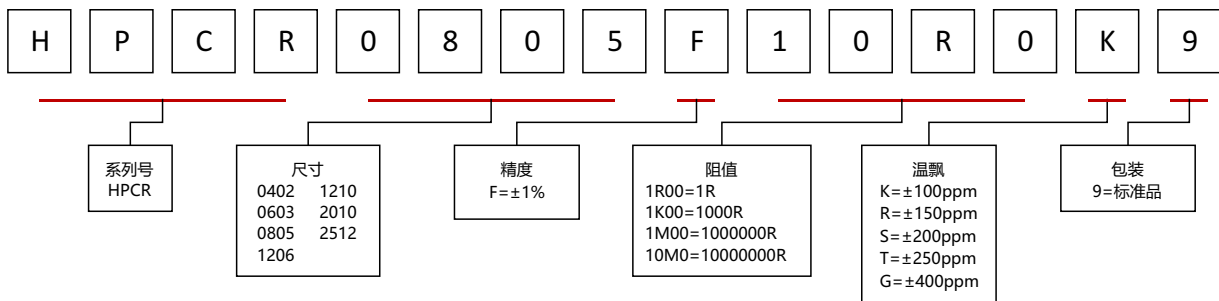 H P C R 0 8 0 5 F 1 0 R 0 K 9
系列号
HPCR
尺寸
0402 1210
0603 2010
0805 2512
1206
精度
F=±1%
阻值
1R00=1R
1K00=1000R
1M00=1000000R
10M0=10000000R
温飘
K=±100ppm
R=±150ppm
S=±200ppm
T=±250ppm
G=±400ppm
包装
9=标准品